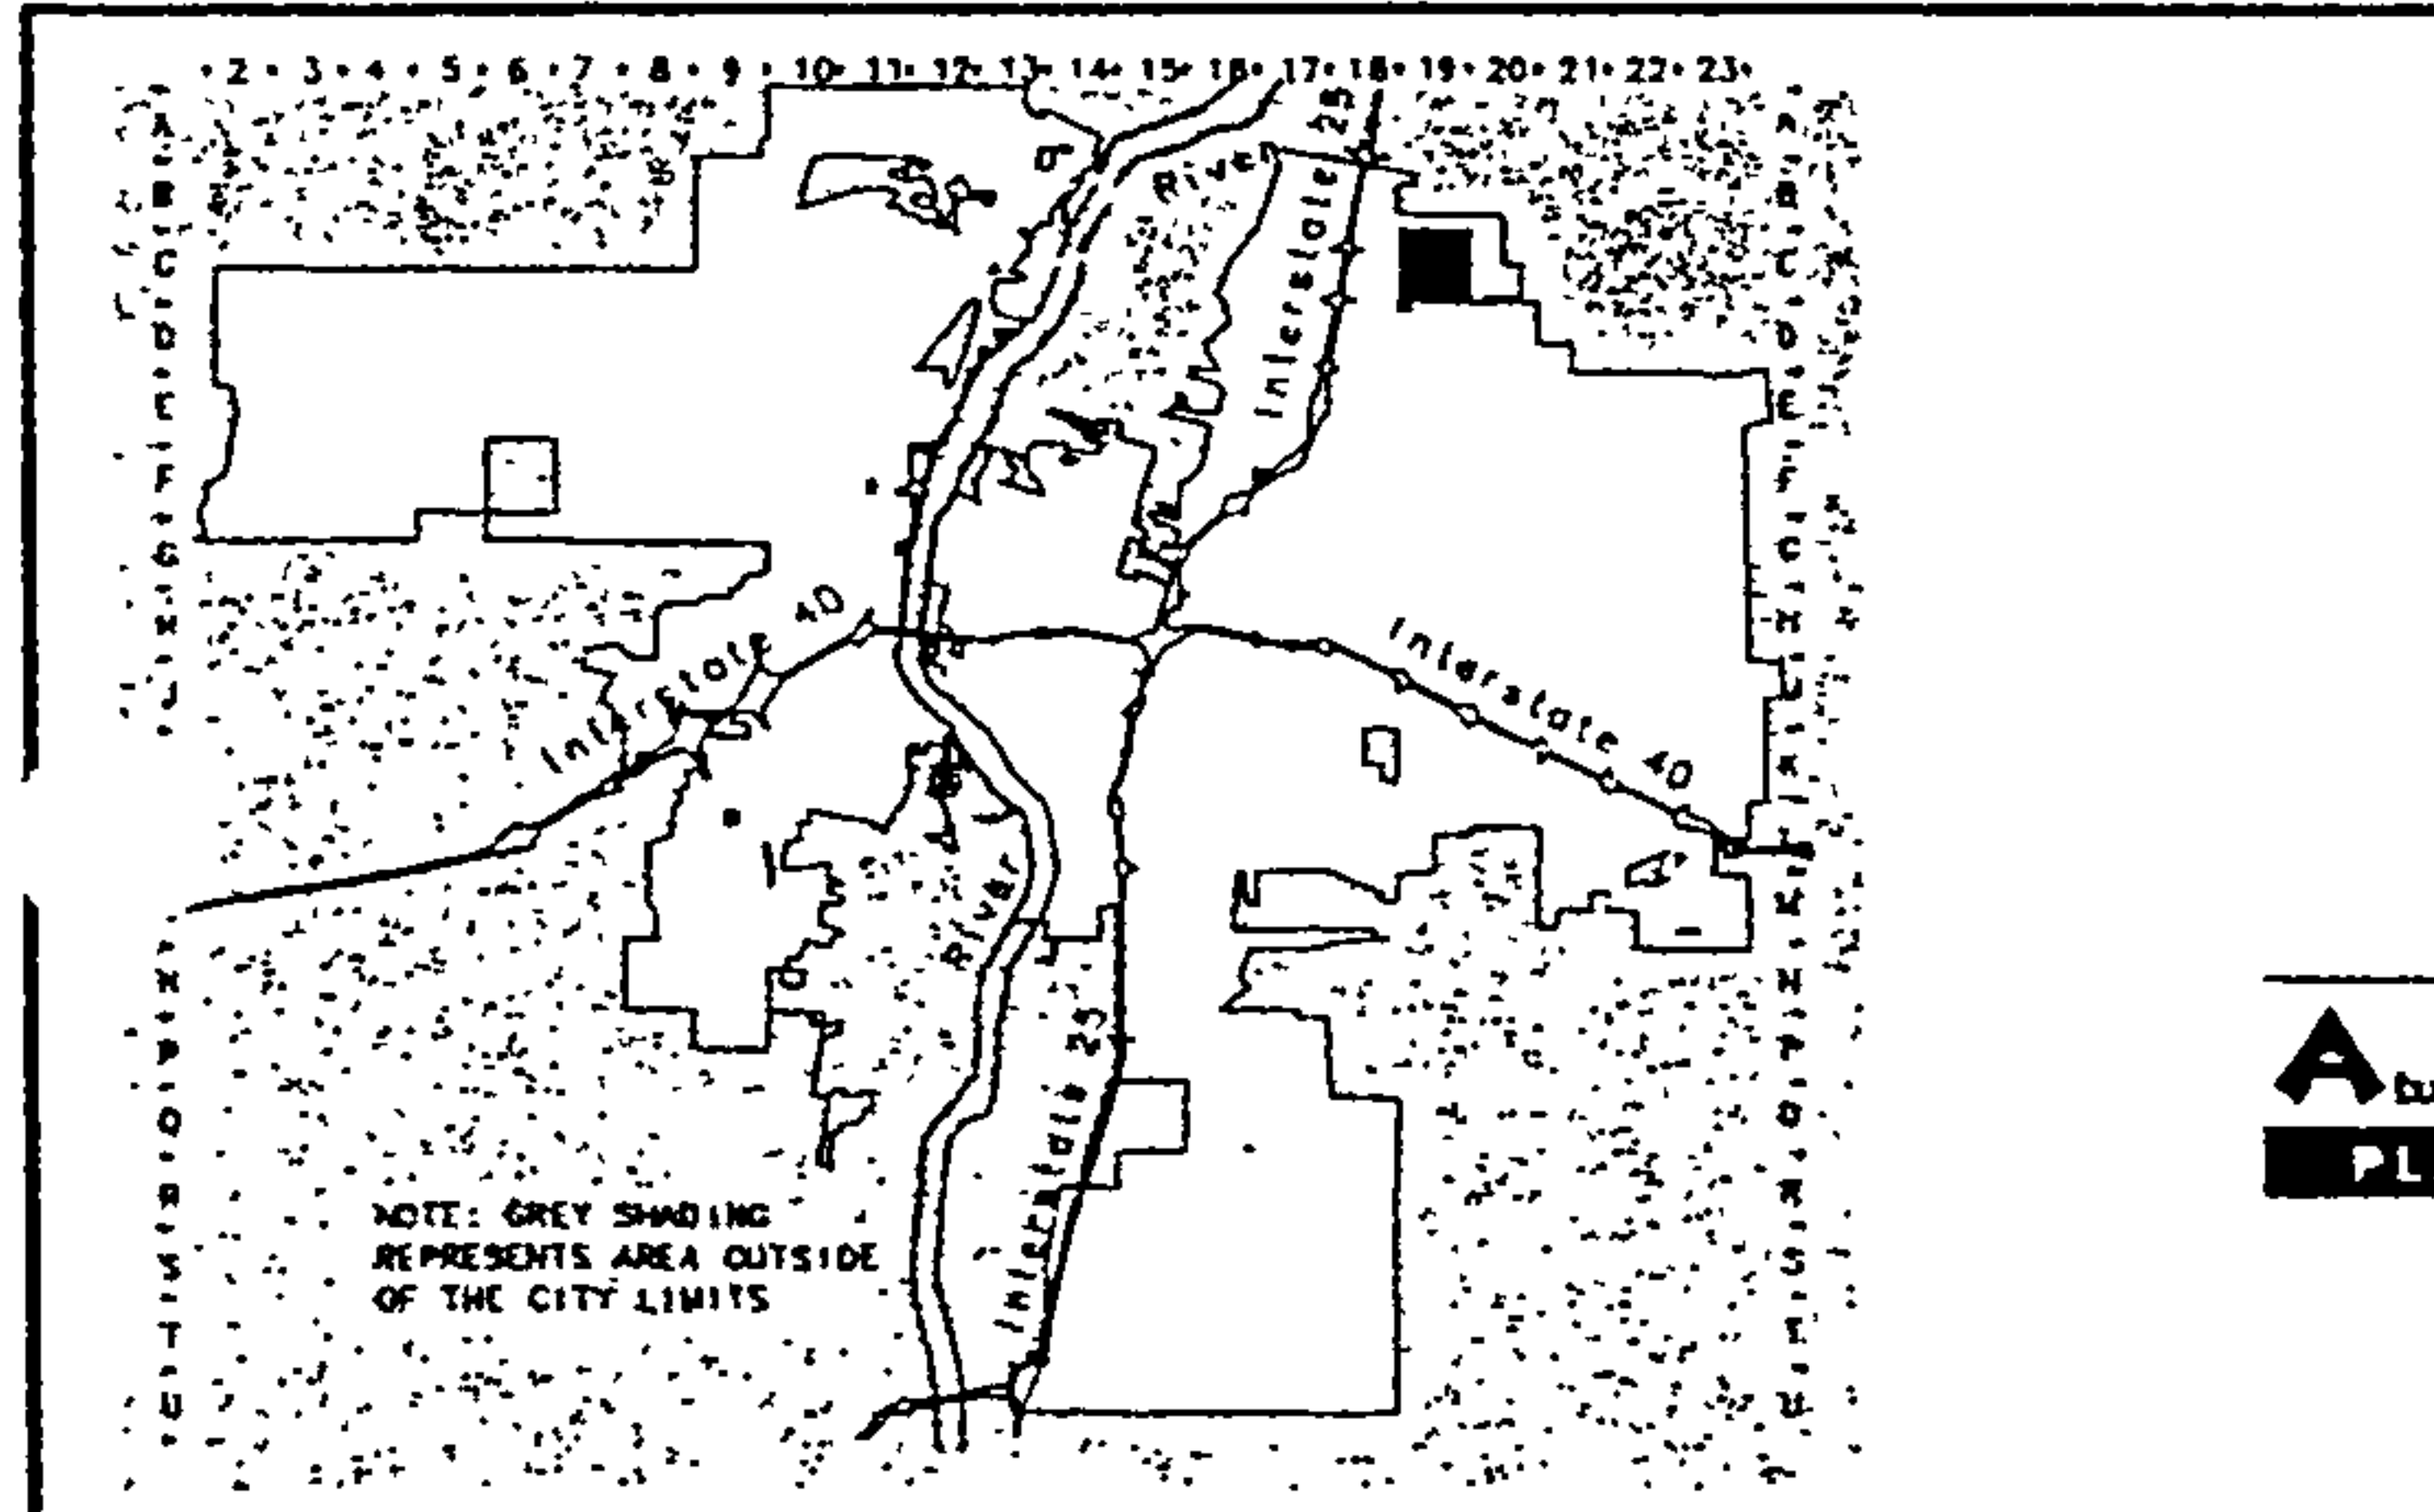 2 • 3 • 4 • 5 • 6 • 7 • 8 • 9 • 10 • 11 • 12 • 13 • 14 • 15 • 16 • 17 • 18 • 19 • 20 • 21 • 22 • 23
A
B
C
D
E
F
G
H
J
N
P
Q
R
S
T
U
River
Interstate 25
Interstate 40
Interstate 40
River
Interstate 25
A
B
C
D
E
F
G
H
J
K
L
M
N
P
Q
R
S
T
U
NOTE: GREY SHADING
REPRESENTS AREA OUTSIDE
OF THE CITY LIMITS
A
PL